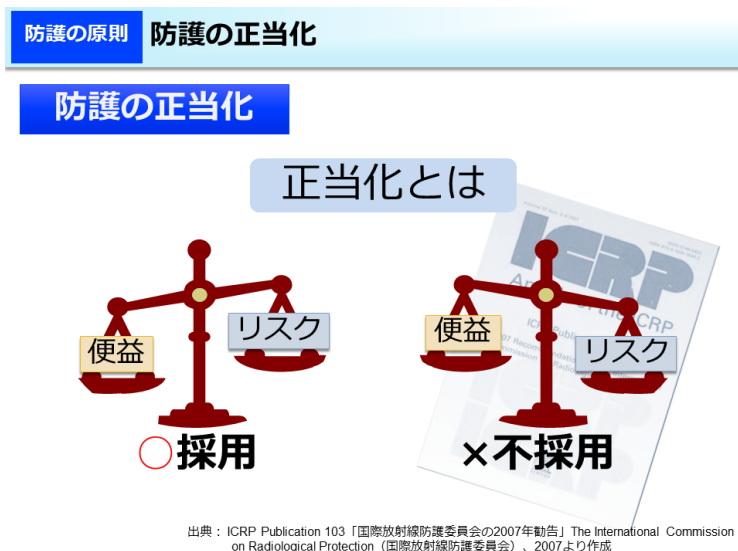 防護の原則 防護の正当化
防護の正当化
正当化とは
便益
リスク
便益
リスク
○採用
×不採用
ICRP
出典： ICRP Publication 103「国際放射線防護委員会の2007年勧告」The International Commission
on Radiological Protection（国際放射線防護委員会）、2007より作成